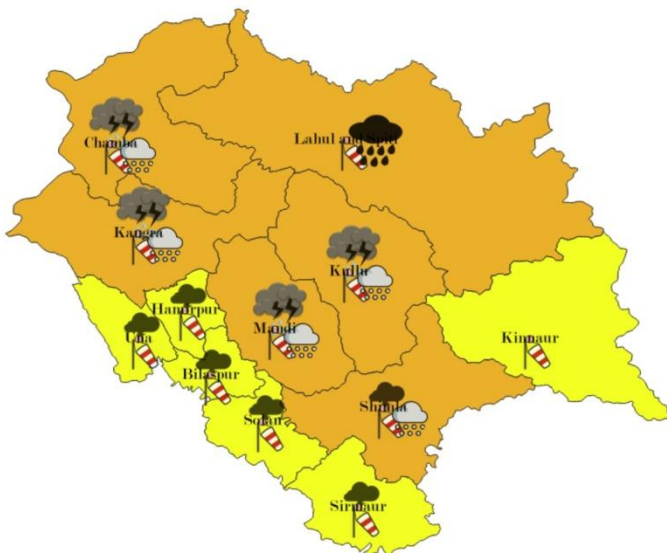 Chamba
Lahul and Spiti
Kangra
Kullu
Hamirpur
Mandi
Una
Kinnaur
Bilaspur
Shimla
Solan
Sirmaur